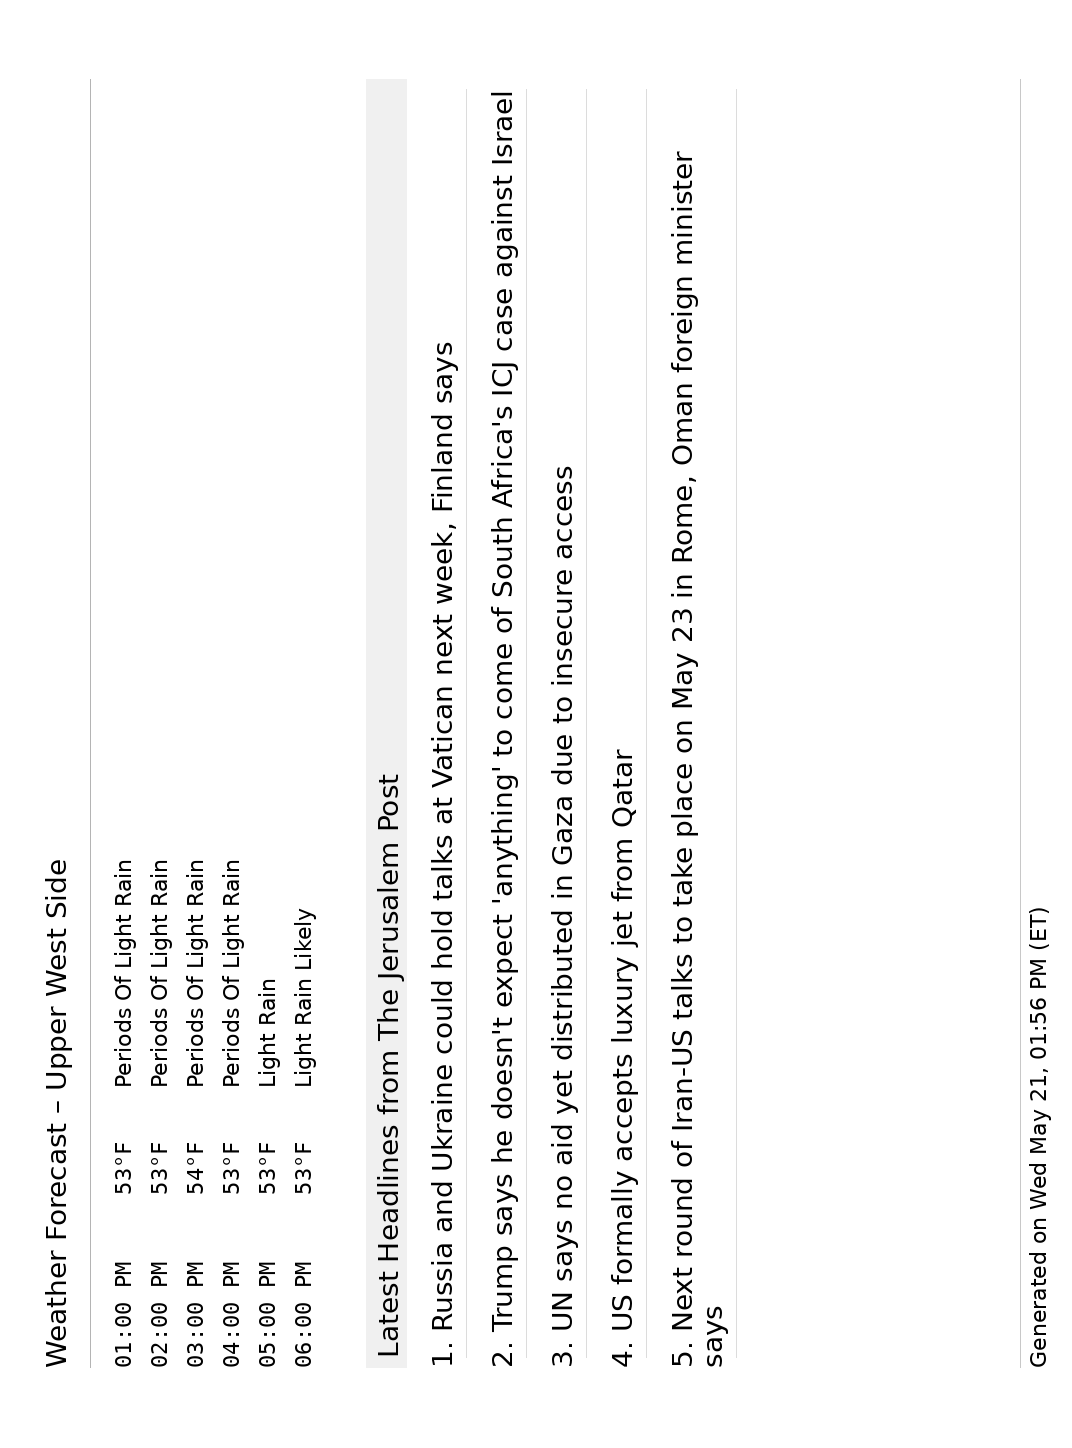 Weather Forecast – Upper West Side
01:00 PM 53°F Periods Of Light Rain
02:00 PM 53°F Periods Of Light Rain
03:00 PM 54°F Periods Of Light Rain
04:00 PM 53°F Periods Of Light Rain
05:00 PM 53°F Light Rain
06:00 PM 53°F Light Rain Likely
Latest Headlines from The Jerusalem Post
1. Russia and Ukraine could hold talks at Vatican next week, Finland says
2. Trump says he doesn't expect 'anything' to come of South Africa's ICJ case against Israel
3. UN says no aid yet distributed in Gaza due to insecure access
4. US formally accepts luxury jet from Qatar
5. Next round of Iran-US talks to take place on May 23 in Rome, Oman foreign minister
says
Generated on Wed May 21, 01:56 PM (ET)